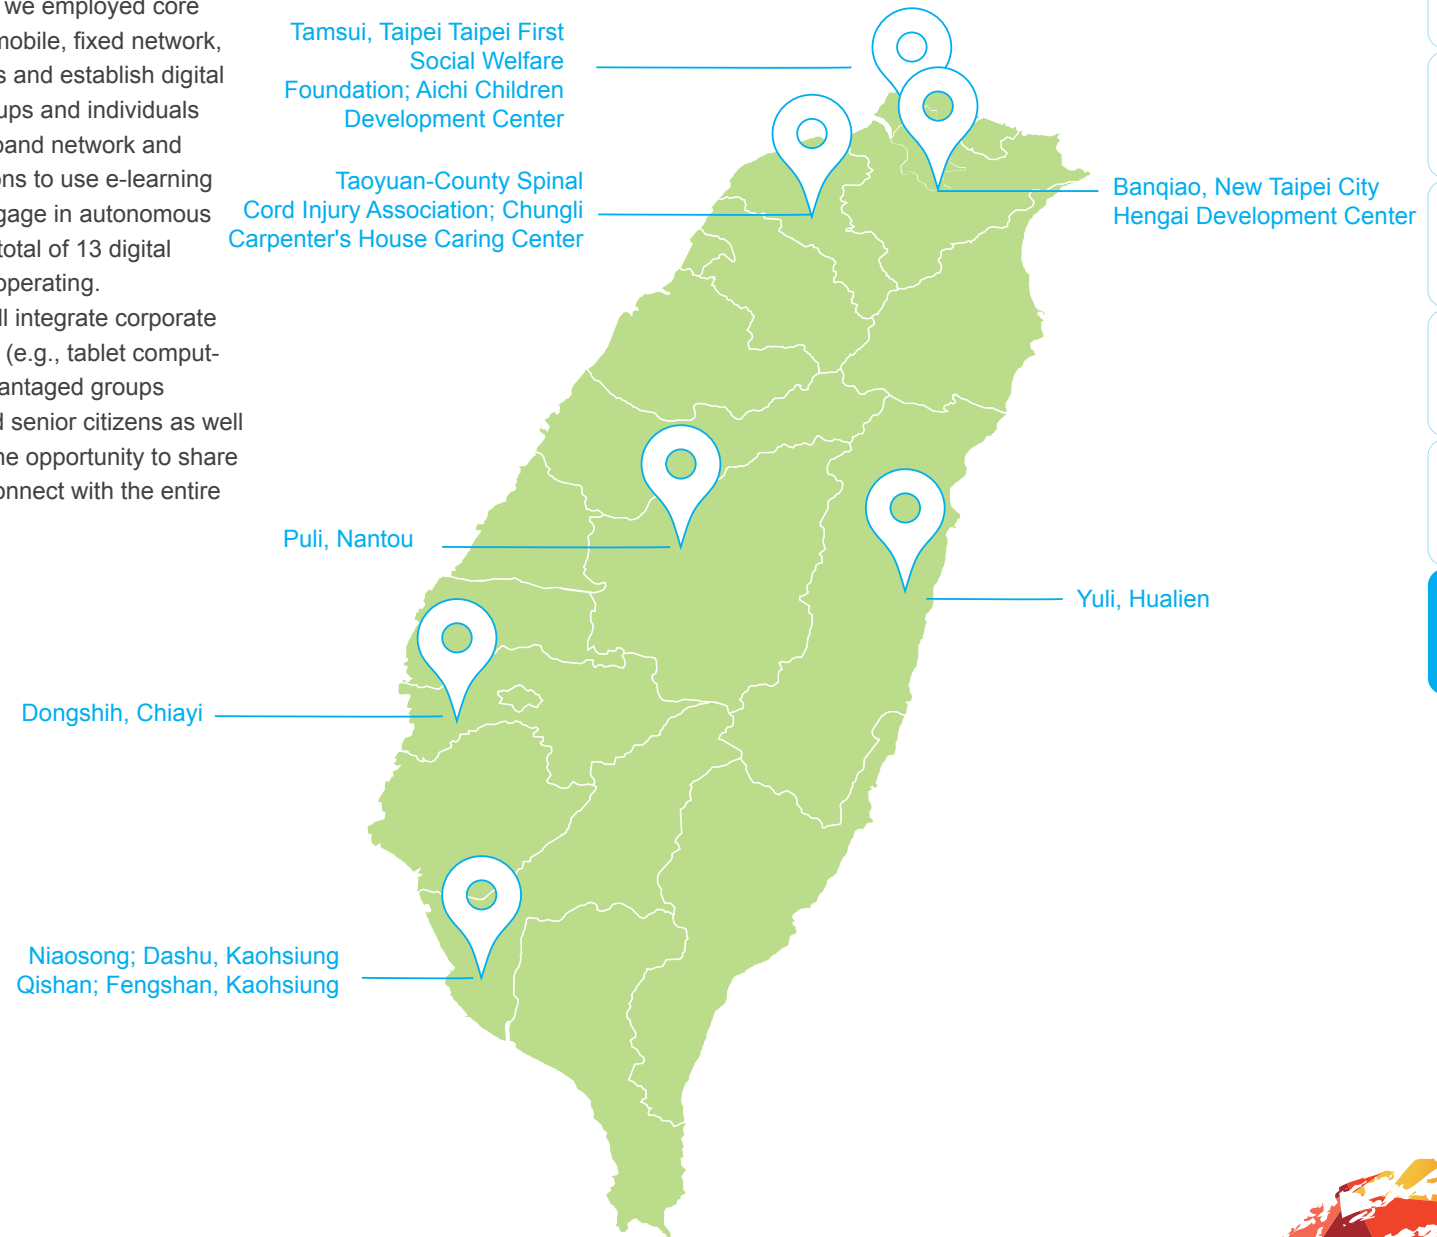 we employed core
mobile, fixed network,
s and establish digital
ups and individuals
band network and
ons to use e-learning
gage in autonomous
total of 13 digital
operating.
ll integrate corporate
(e.g., tablet comput-
antaged groups
d senior citizens as well
he opportunity to share
onnect with the entire
Tamsui, Taipei Taipei First
Social Welfare
Foundation; Aichi Children
Development Center
Taoyuan-County Spinal
Cord Injury Association; Chungli
Carpenter's House Caring Center
Banqiao, New Taipei City
Hengai Development Center
Puli, Nantou
Yuli, Hualien
Dongshih, Chiayi
Niaosong; Dashu, Kaohsiung
Qishan; Fengshan, Kaohsiung